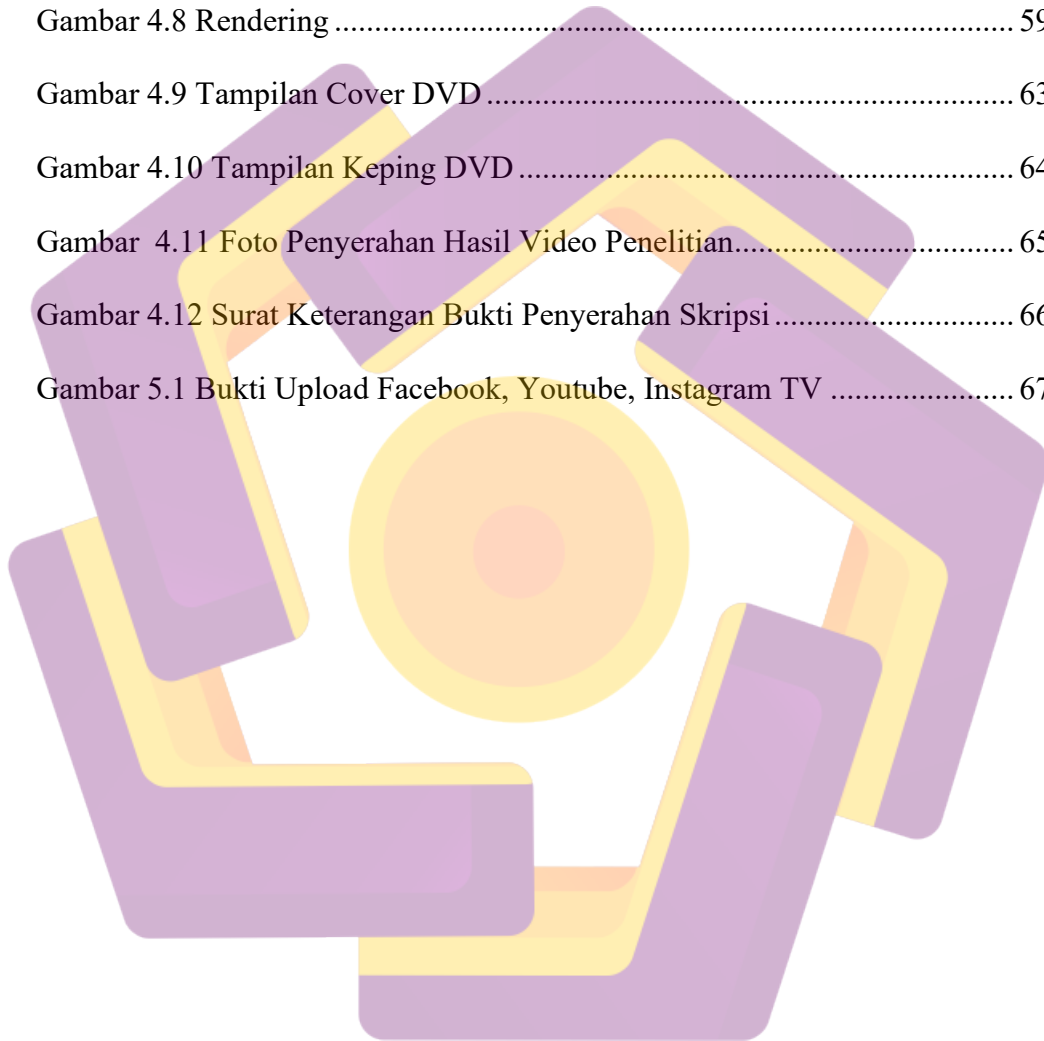 Gambar 4.8 Rendering ........................................................................................ 59
Gambar 4.9 Tampilan Cover DVD .................................................................... 63
Gambar 4.10 Tampilan Keping DVD ................................................................ 64
Gambar  4.11 Foto Penyerahan Hasil Video Penelitian.................................... 65
Gambar 4.12 Surat Keterangan Bukti Penyerahan Skripsi .............................. 66
Gambar 5.1 Bukti Upload Facebook, Youtube, Instagram TV ....................... 67